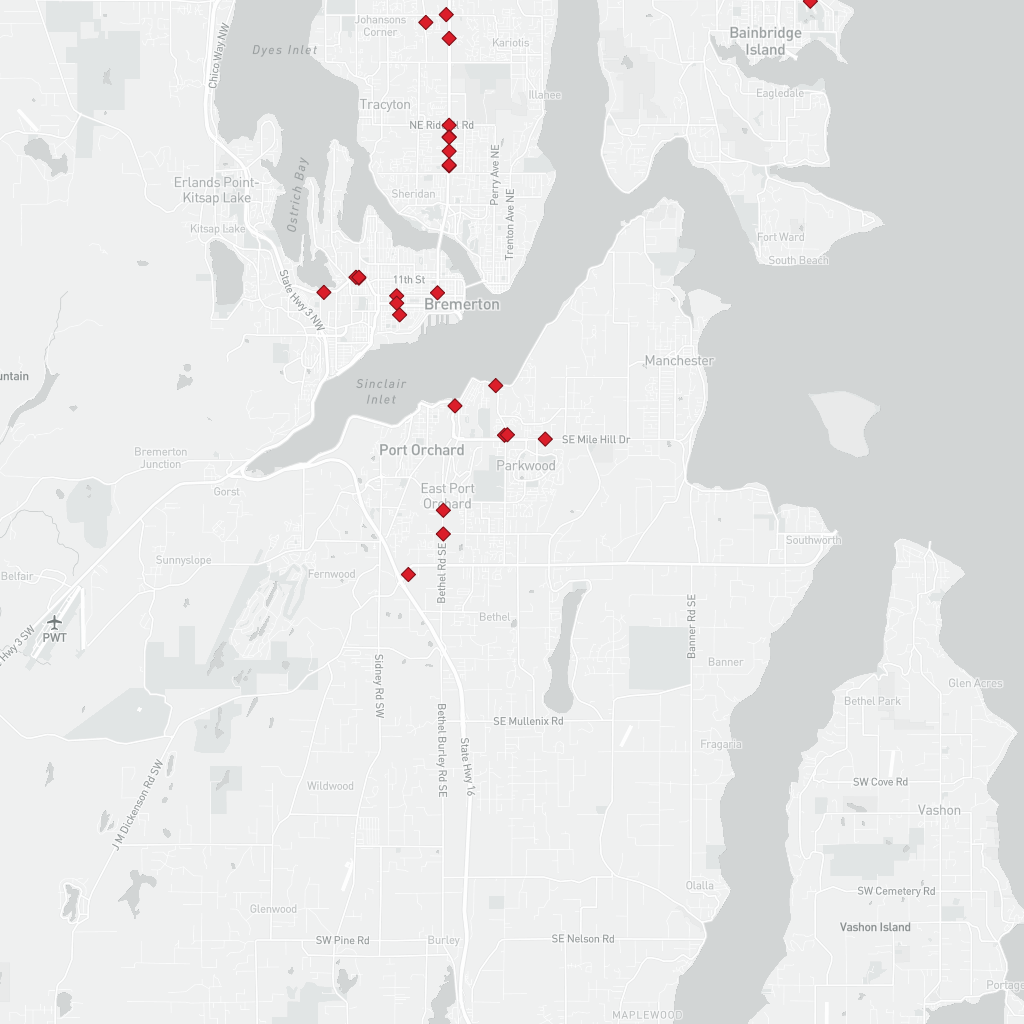 Johansons
Corner
Kariotis
Dyes Inlet
Chico Way NW
Bainbridge
Island
Eagledale
Illahee
Tracyton
NE Rid Rd
Perry Ave NE
Erlands Point-
Kitsap Lake
Ostrich Bay
Sheridan
Trenton Ave NE
Kitsap Lake
Fort Ward
South Beach
State Hwy 3 NW
11th St
Bremerton
Manchester
untain
Sinclair
Inlet
Port Orchard
SE Mile Hill Dr
Parkwood
Bremerton
Junction
Gorst
East Port
Orchard
Southworth
Sunnyslope
Fernwood
Belfair
Bethel Rd SE
Bethel
PWT
Hwy 3 SW
Banner Rd SE
Banner
Sidney Rd SW
Glen Acres
Bethel Park
SE Mullenix Rd
Bethel Burley Rd SE
State Hwy 16
Fragaria
J M Dickenson Rd SW
Wildwood
SW Cove Rd
Vashon
Olalla
SW Cemetery Rd
Glenwood
Vashon Island
SW Pine Rd
Burley
SE Nelson Rd
Portage
MAPLEWOOD